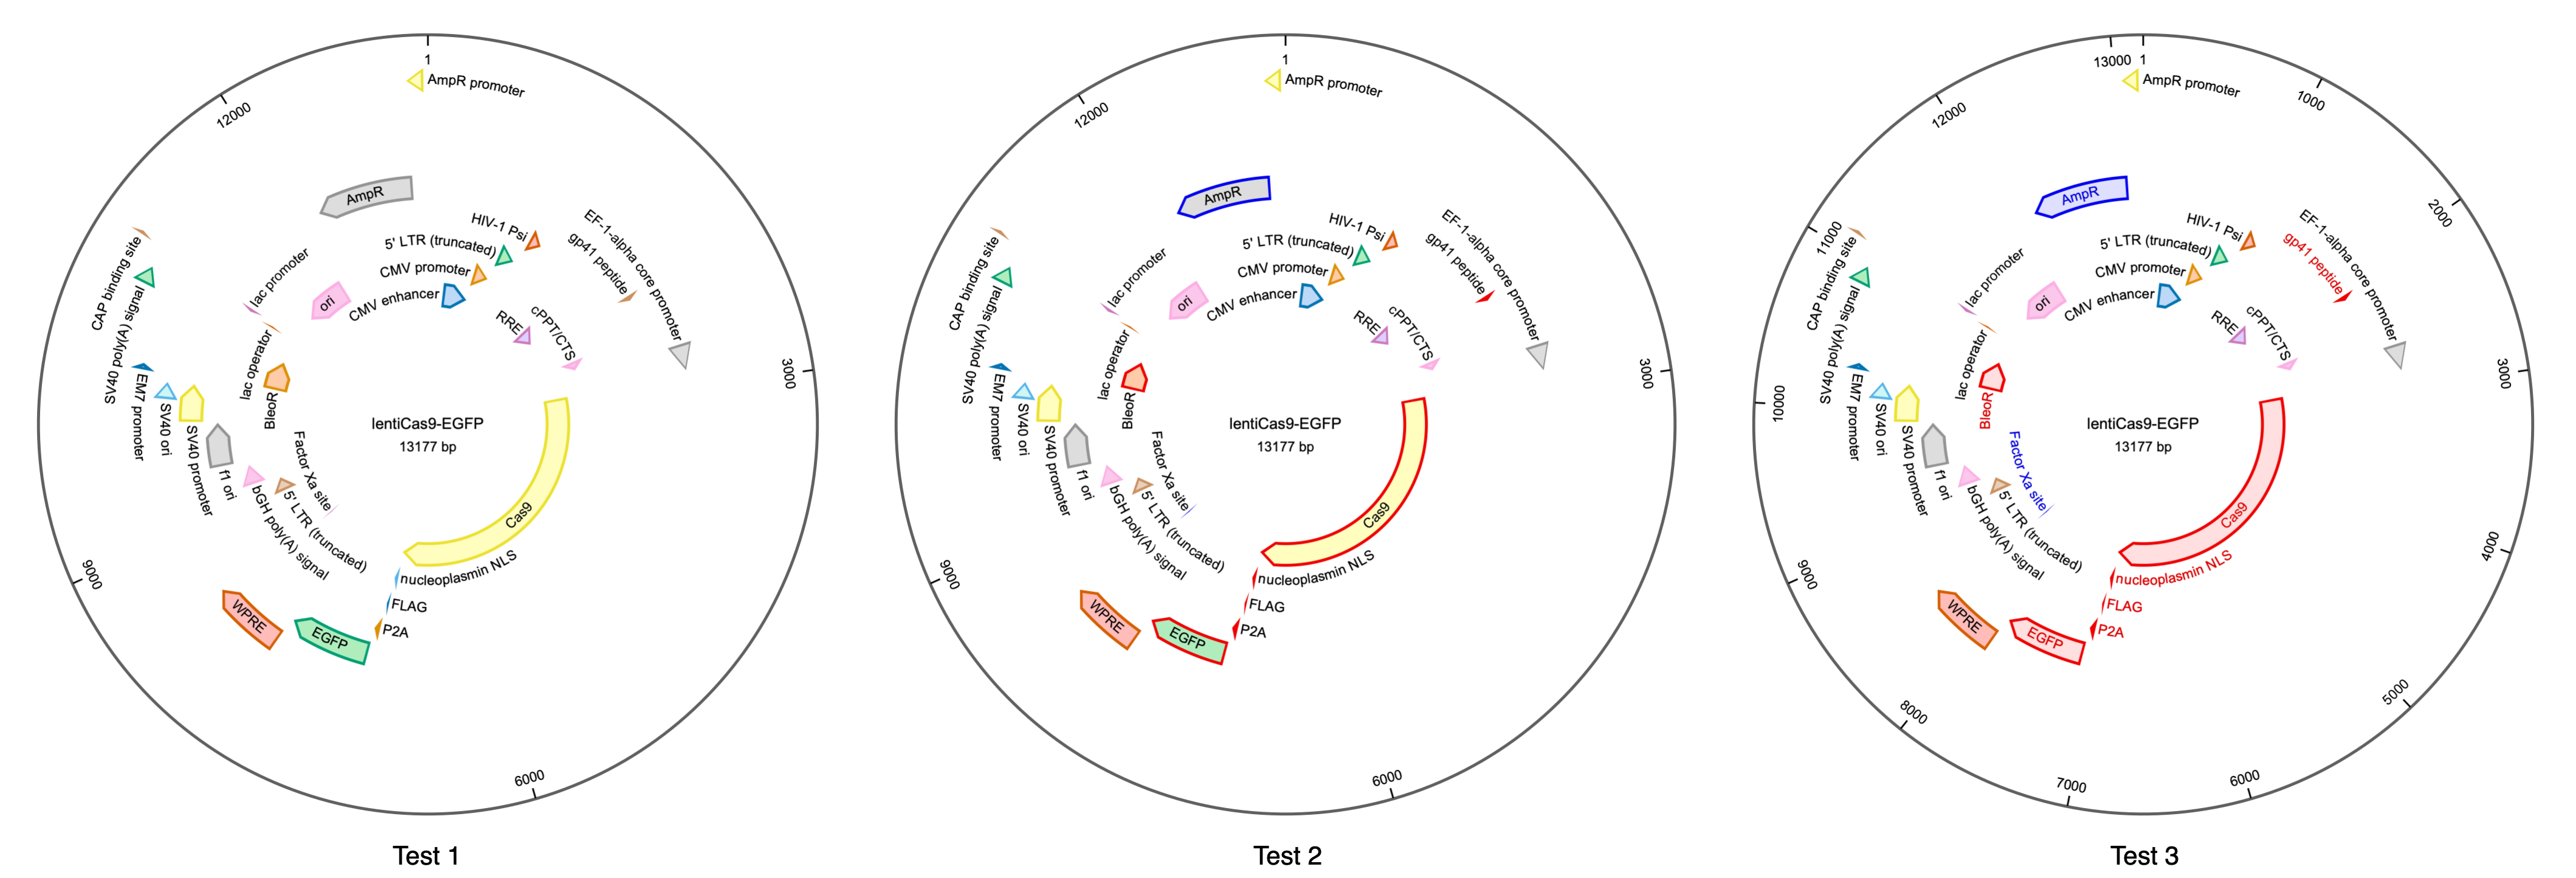 1
AmpR promoter
12000
AmpR
HIV-1 Psi
5' LTR (truncated)
CMV promoter
CMV enhancer
EF-1-alpha core promoter
gp41 peptide
lac promoter
ori
CAP binding site
SV40 poly(A) signal
RRE
cPPT/CTS
3000
lac operator
EM7 promoter
SV40 ori
BleoR
SV40 promoter
f1 ori
lentiCas9-EGFP
13177 bp
Factor Xa site
5' LTR (truncated)
bGH poly(A) signal
Cas9
nucleoplasmin NLS
FLAG
P2A
EGFP
WPRE
9000
6000
Test 1
1
AmpR promoter
12000
AmpR
HIV-1 Psi
5' LTR (truncated)
CMV promoter
CMV enhancer
EF-1-alpha core promoter
gp41 peptide
lac promoter
ori
CAP binding site
SV40 poly(A) signal
RRE
cPPT/CTS
3000
lac operator
EM7 promoter
SV40 ori
BleoR
SV40 promoter
f1 ori
lentiCas9-EGFP
13177 bp
Factor Xa site
5' LTR (truncated)
bGH poly(A) signal
Cas9
nucleoplasmin NLS
FLAG
P2A
EGFP
WPRE
9000
6000
Test 2
13000
1
AmpR promoter
1000
12000
2000
AmpR
HIV-1 Psi
5' LTR (truncated)
CMV promoter
CMV enhancer
EF-1-alpha core promoter
gp41 peptide
lac promoter
ori
11000
CAP binding site
SV40 poly(A) signal
RRE
cPPT/CTS
3000
lac operator
10000
EM7 promoter
SV40 ori
BleoR
SV40 promoter
f1 ori
lentiCas9-EGFP
13177 bp
Factor Xa site
5' LTR (truncated)
bGH poly(A) signal
Cas9
nucleoplasmin NLS
FLAG
P2A
EGFP
WPRE
4000
9000
5000
8000
7000
6000
Test 3